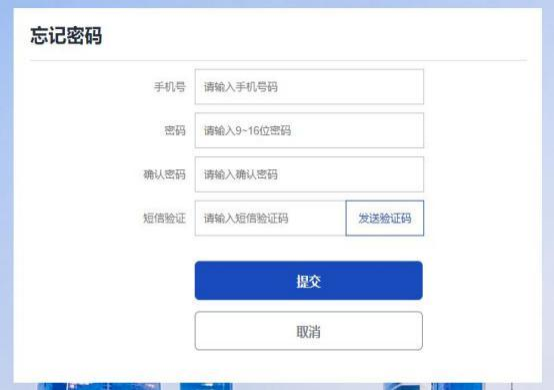 忘记密码
手机号 请输入手机号码
密码 请输入9~16位密码
确认密码 请输入确认密码
短信验证 请输入短信验证码 发送验证码
提交
取消